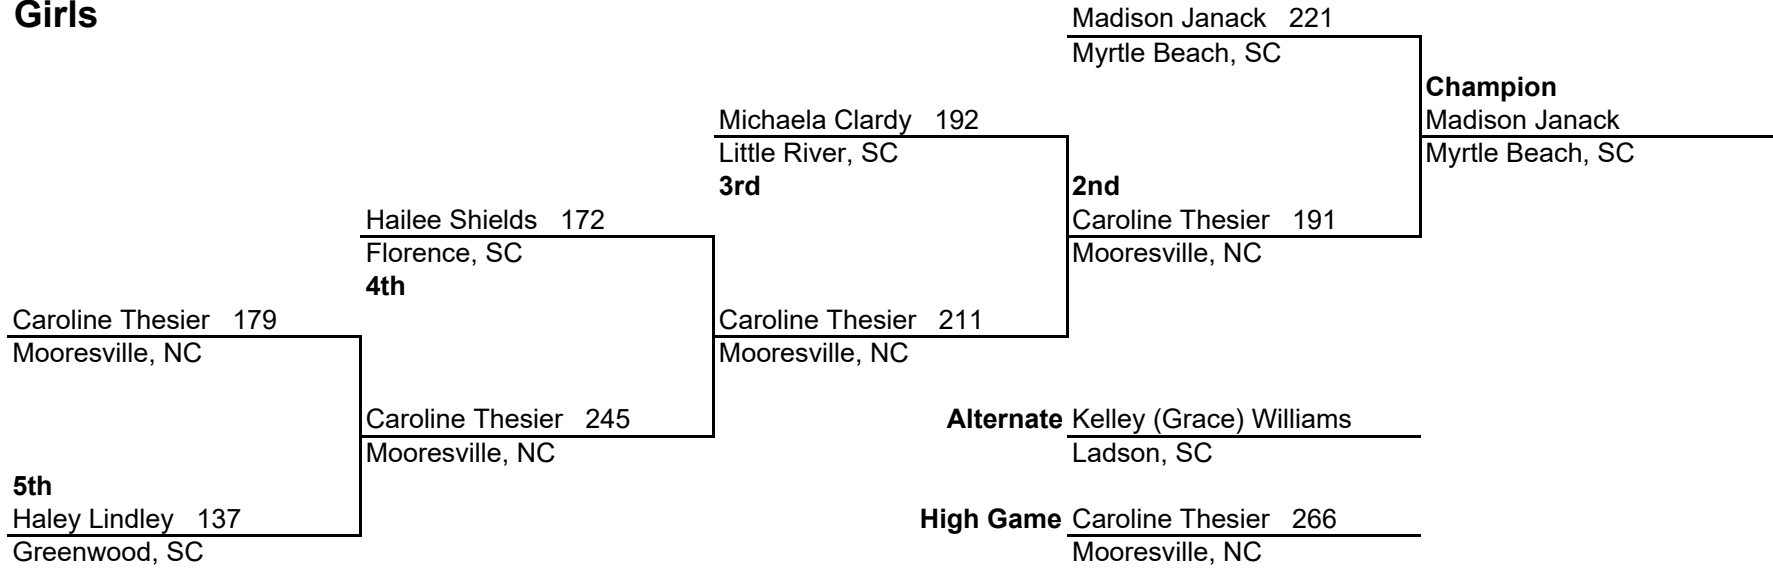 Girls
Madison Janack 221
Myrtle Beach, SC
Champion
Michaela Clardy 192
Madison Janack
Little River, SC
Myrtle Beach, SC
3rd
2nd
Hailee Shields 172
Caroline Thesier 191
Florence, SC
Mooresville, NC
4th
Caroline Thesier 179
Caroline Thesier 211
Mooresville, NC
Mooresville, NC
Caroline Thesier 245
Alternate Kelley (Grace) Williams
Mooresville, NC
Ladson, SC
5th
Haley Lindley 137
High Game Caroline Thesier 266
Greenwood, SC
Mooresville, NC